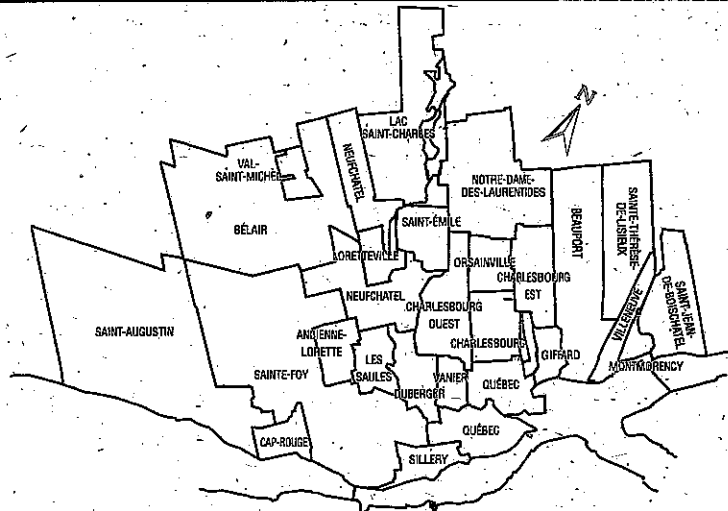 N
LAC
SAINT-CHARLES
VAL-
SAINT-MICHEL
NEUFCHATEL
NOTRE-DAME-
DES-LAURENTIDES
BEAUPORT
SAINTE-THÉRÈSE-
DE-LISIEUX
BÉLAIR
SAINT-ÉMILE
LORETTEVILLE
ORSAINVILLE
CHARLESBOURG
EST
NEUFCHATEL
CHARLESBOURG
OUEST
VILLENEUVE
SAINT-JEAN-
DE-BOISCHATEL
SAINT-AUGUSTIN
ANCIENNE-
LORETTE
LES
SAULES
CHARLESBOURG
GIFFARD
MONTMORENCY
SAINTE-FOY
DUBERGER
VANIER
QUÉBEC
CAP-ROUGE
QUÉBEC
SILLERY